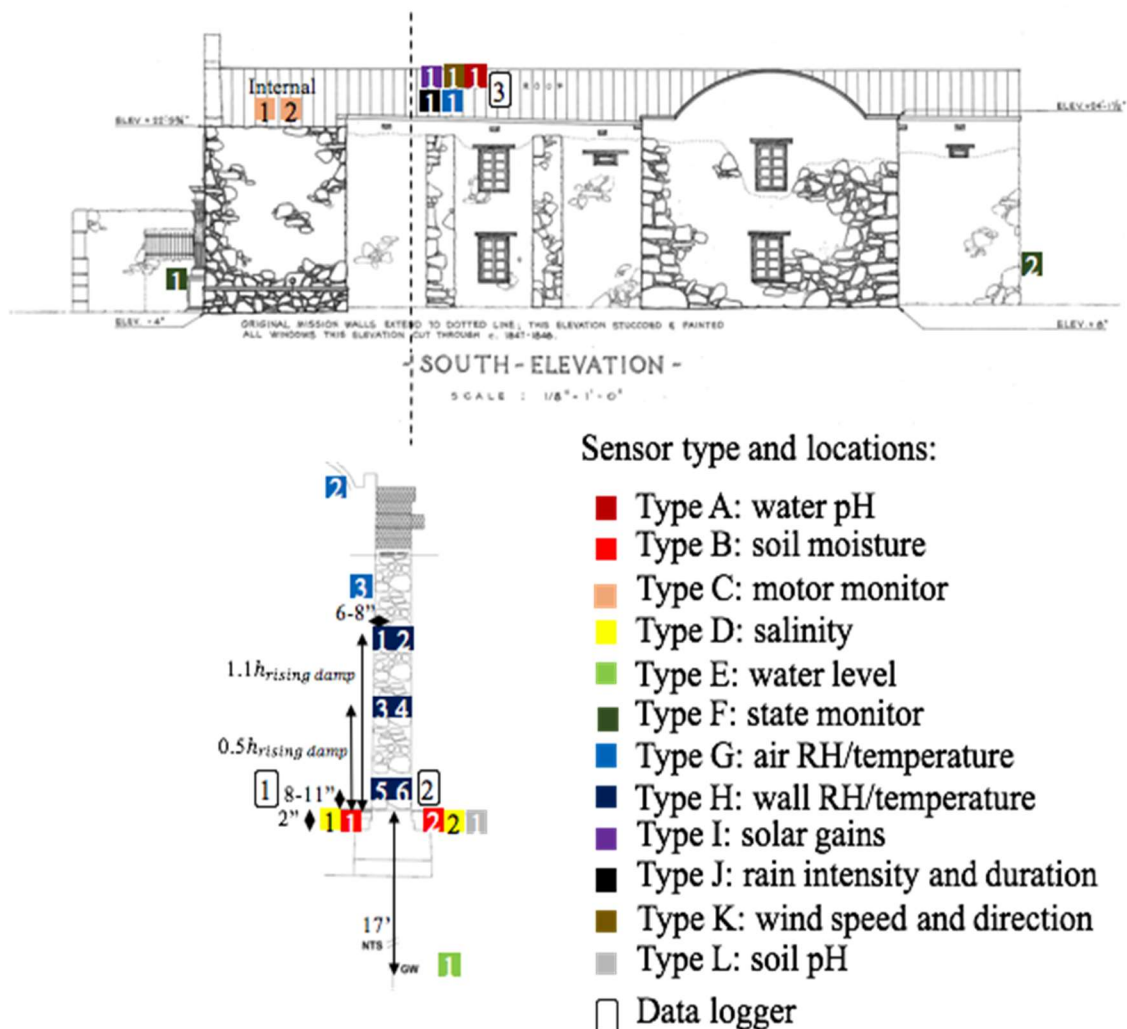 Internal
1 2
1 1 1
1 1 3 ROOF
ELEV. +22'-9¾"
ELEV. +24'-1½"
1
2
ELEV. -4"
ELEV. +8"
ORIGINAL MISSION WALLS EXTEND TO DOTTED LINE; THIS ELEVATION STUCCOED & PAINTED
ALL WINDOWS THIS ELEVATION CUT THROUGH c. 1847-1848.
- SOUTH-ELEVATION -
SCALE : 1/8"-1'-0"
2
3
6-8”
1 2
1.1h rising damp
3 4
0.5h rising damp
1 8-11” 5 6 2
2” 1 1 2 2 1
17’
NTS
GW 1
Sensor type and locations:
Type A: water pH
Type B: soil moisture
Type C: motor monitor
Type D: salinity
Type E: water level
Type F: state monitor
Type G: air RH/temperature
Type H: wall RH/temperature
Type I: solar gains
Type J: rain intensity and duration
Type K: wind speed and direction
Type L: soil pH
Data logger